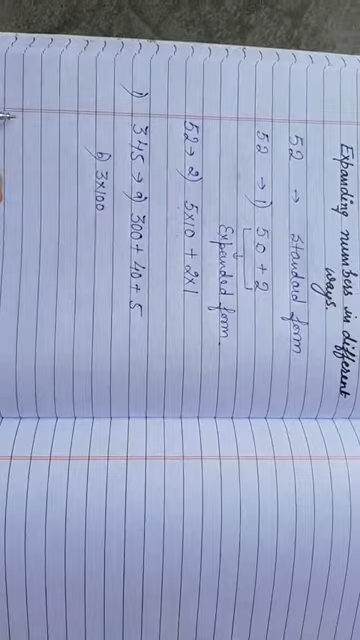 Expanding numbers in different
ways.
52 → Standard form
52 → 1) 50 + 2
Expanded form.
52 → 2) 5x10 + 2x1
1) 345 → a) 300 + 40 + 5
b) 3x100